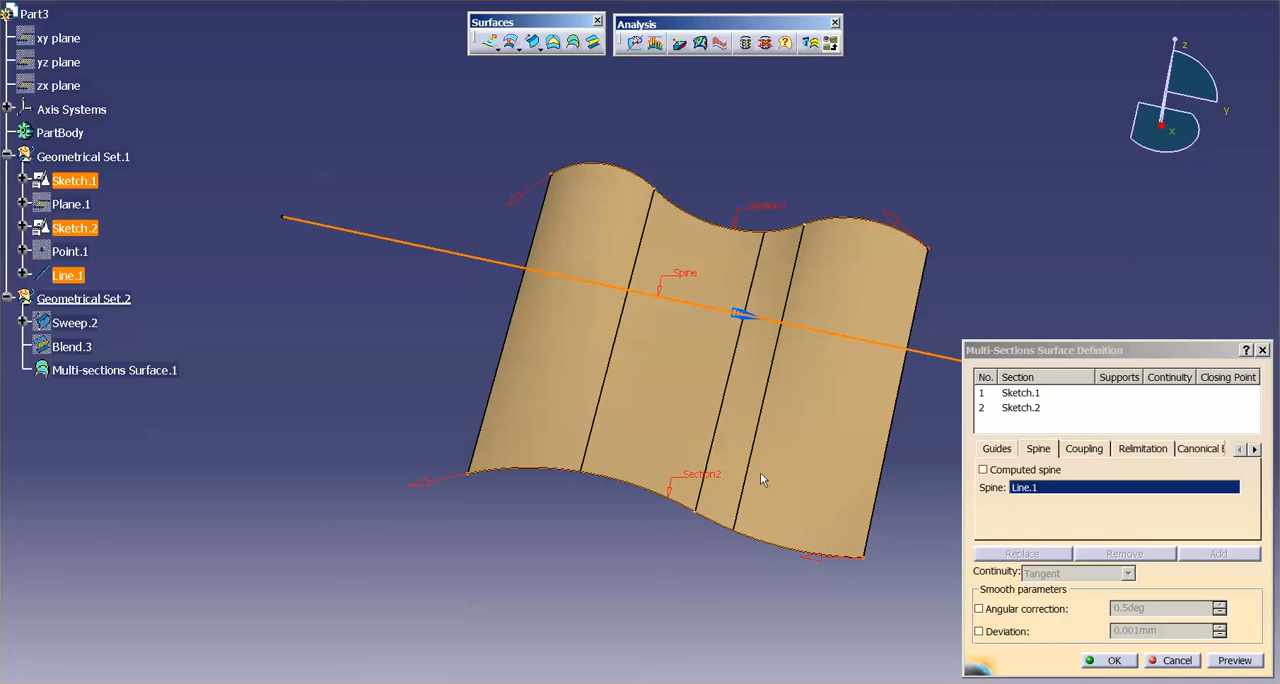 Part3
xy plane
yz plane
zx plane
Axis Systems
PartBody
Geometrical Set.1
Sketch.1
Plane.1
Sketch.2
Point.1
Line.1
Geometrical Set.2
Sweep.2
Blend.3
Multi-sections Surface.1
Surfaces
Analysis
z
y
x
Spine
Section2
Multi-Sections Surface Definition
No. Section Supports Continuity Closing Point
1 Sketch.1
2 Sketch.2
Guides Spine Coupling Relimitation Canonical
Computed spine
Spine: Line.1
Replace Remove Add
Continuity: Tangent
Smooth parameters
Angular correction: 0.5deg
Deviation: 0.001mm
OK Cancel Preview